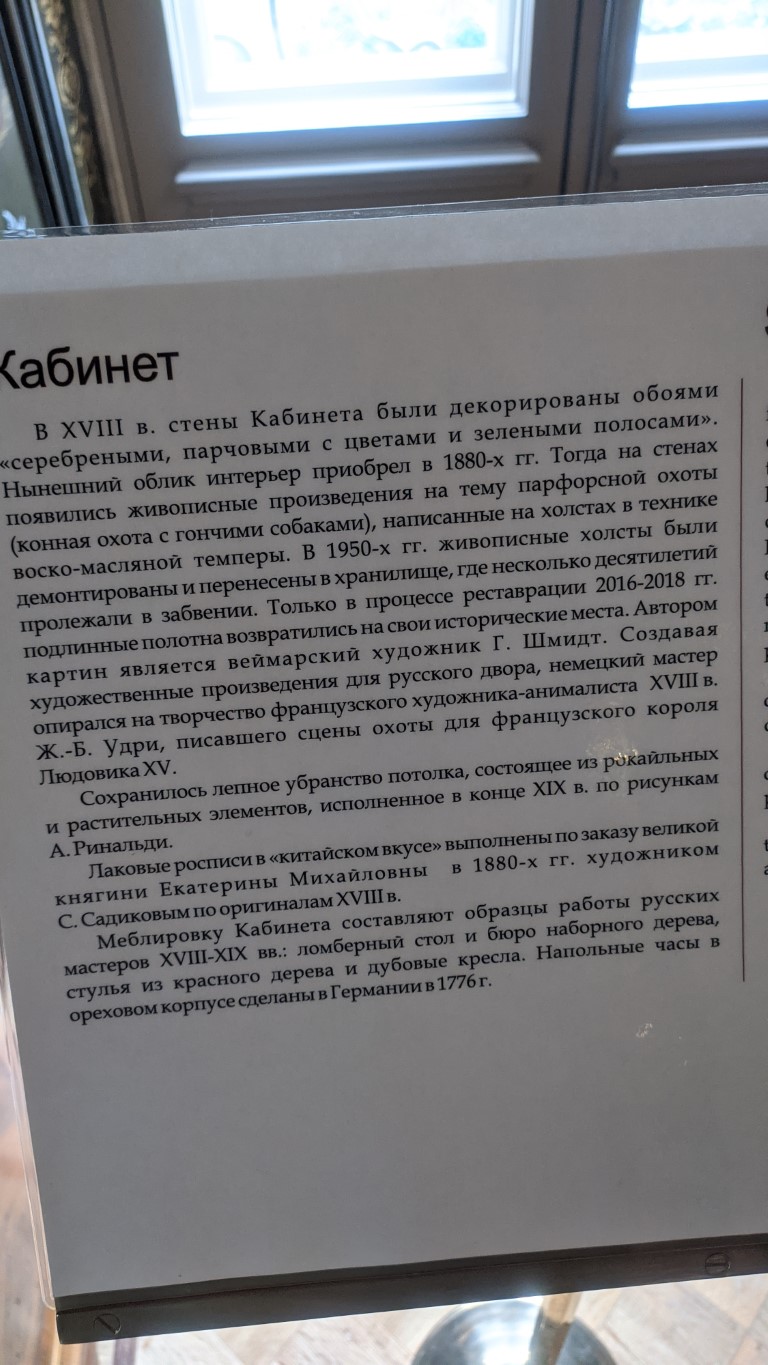 Кабинет
В XVIII в. стены Кабинета были декорированы обоями
«серебреными, парчовыми с цветами и зелеными полосами».
Нынешний облик интерьер приобрел в 1880-х гг. Тогда на стенах
появились живописные произведения на тему парфорсной охоты
(конная охота с гончими собаками), написанные на холстах в технике
воско-масляной темперы. В 1950-х гг. живописные холсты были
демонтированы и перенесены в хранилище, где несколько десятилетий
пролежали в забвении. Только в процессе реставрации 2016-2018 гг.
подлинные полотна возвратились на свои исторические места. Автором
картин является веймарский художник Г. Шмидт. Создавая
художественные произведения для русского двора, немецкий мастер
опирался на творчество французского художника-анималиста XVIII в.
Ж.-Б. Удри, писавшего сцены охоты для французского короля
Людовика XV.
Сохранилось лепное убранство потолка, состоящее из рокайльных
и растительных элементов, исполненное в конце XIX в. по рисункам
А. Ринальди.
Лаковые росписи в «китайском вкусе» выполнены по заказу великой
княгини Екатерины Михайловны в 1880-х гг. художником
С. Садиковым по оригиналам XVIII в.
Меблировку Кабинета составляют образцы работы русских
мастеров XVIII-XIX вв.: ломберный стол и бюро наборного дерева,
стулья из красного дерева и дубовые кресла. Напольные часы в
ореховом корпусе сделаны в Германии в 1776 г.